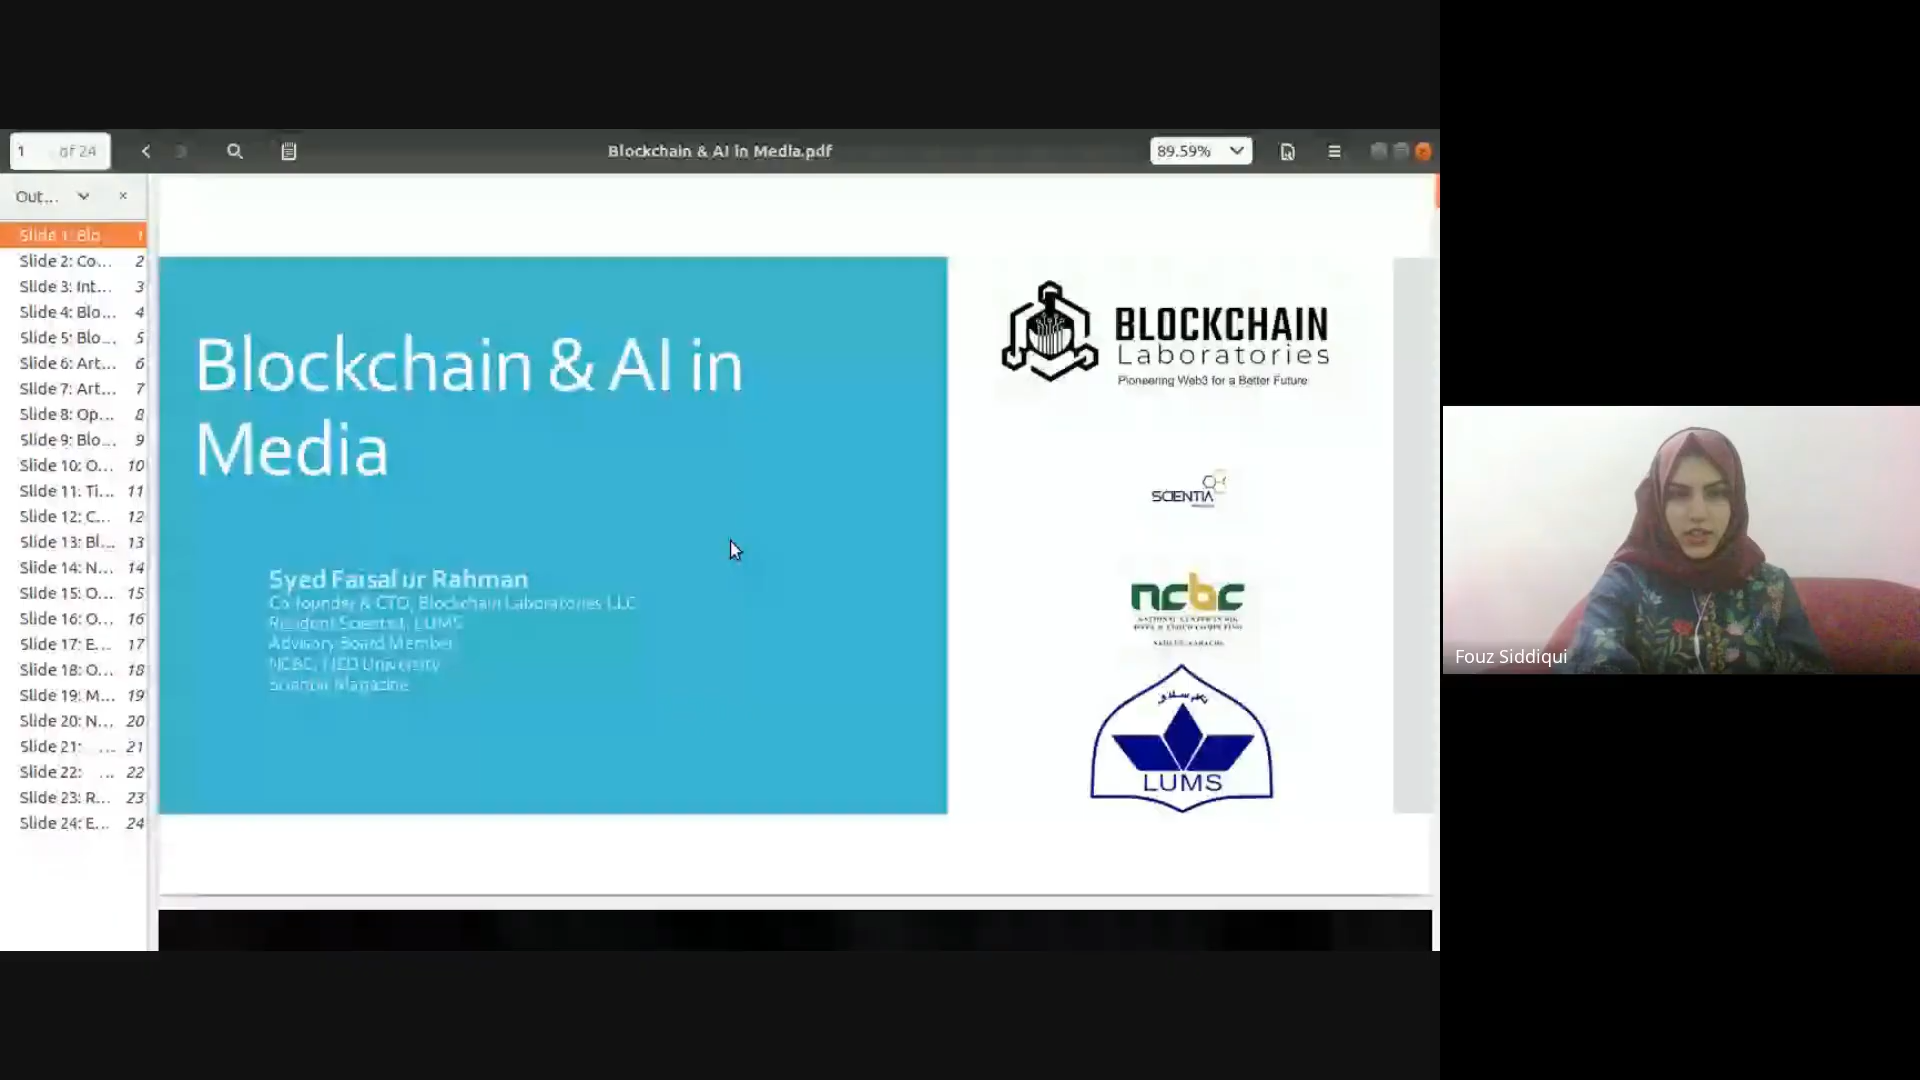 1 of 24
Blockchain & AI in Media.pdf
89.59%
Out...
Slide 1: Blo... 1
Slide 2: Co... 2
Slide 3: Int... 3
Slide 4: Blo... 4
Slide 5: Blo... 5
Slide 6: Art... 6
Slide 7: Art... 7
Slide 8: Op... 8
Slide 9: Blo... 9
Slide 10: O... 10
Slide 11: Ti... 11
Slide 12: C... 12
Slide 13: Bl... 13
Slide 14: N... 14
Slide 15: O... 15
Slide 16: O... 16
Slide 17: E... 17
Slide 18: O... 18
Slide 19: M... 19
Slide 20: N... 20
Slide 21: ... 21
Slide 22: ... 22
Slide 23: R... 23
Slide 24: E... 24
Blockchain & AI in
Media
Syed Faisal ur Rahman
Co founder & CTO, Blockchain Laboratories LLC
Resident Scientist, LUMS
Advisory Board Member
NCBC, NED University
Scientia Magazine
BLOCKCHAIN
Laboratories
Pioneering Web3 for a Better Future
SCIENTIA
ncbc
LUMS
Fouz Siddiqui